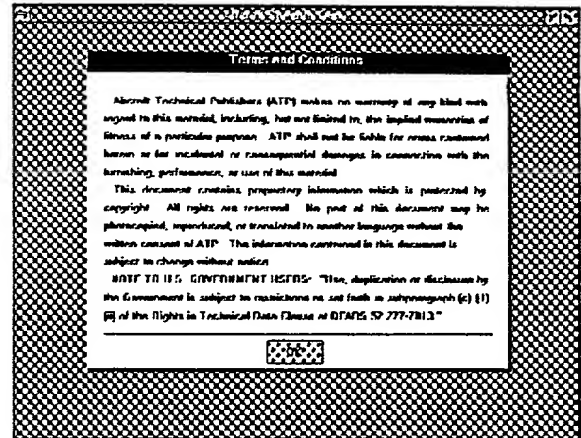 Terms and Conditions
Aircraft Technical Publishers (ATP) makes no warranty of any kind with
regard to this material, including, but not limited to, the implied warranties of
fitness of a particular purpose. ATP shall not be liable for errors contained
herein or for incidental or consequential damages in connection with the
furnishing, performance, or use of this material.
This document contains proprietary information which is protected by
copyright. All rights are reserved. No part of this document may be
photocopied, reproduced, or translated to another language without the
written consent of ATP. The information contained in this document is
subject to change without notice.
NOTE TO U.S. GOVERNMENT USERS: "Use, duplication or disclosure by
the Government is subject to restrictions as set forth in subparagraph (c) (1)
(ii) of the Rights in Technical Data Clause at DFARS 52.227-7013."